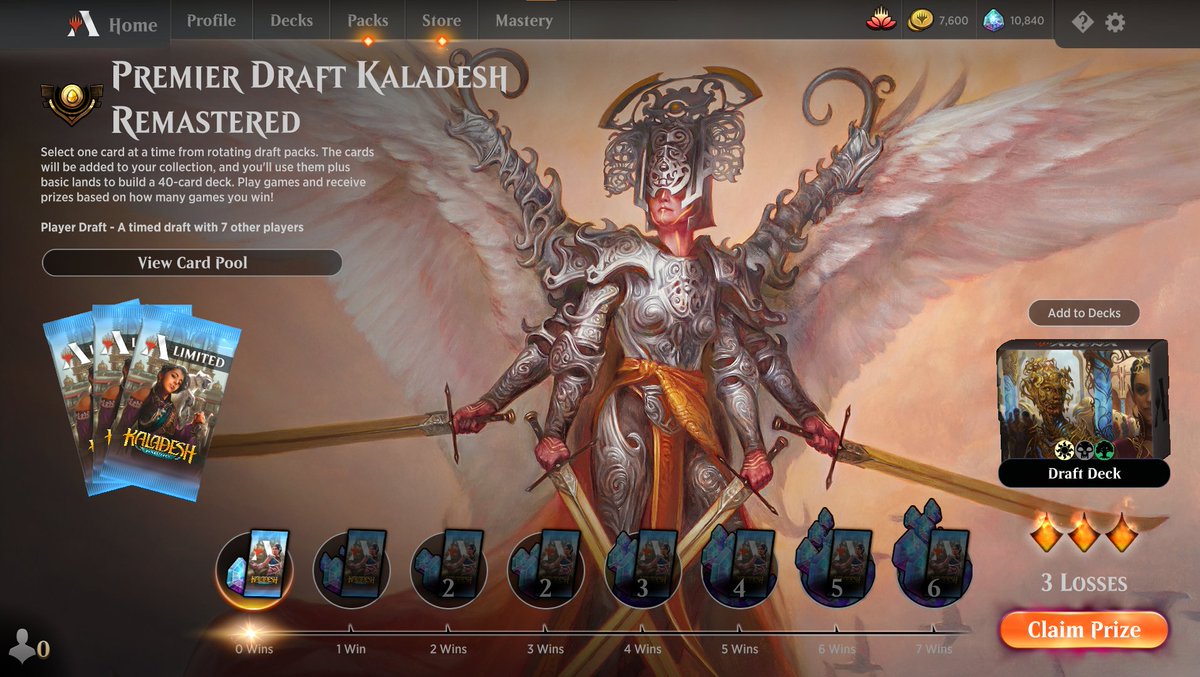 Home
Profile
Decks
Packs
Store
Mastery
7,600
10,840
PREMIER DRAFT KALADESH
REMASTERED
Select one card at a time from rotating draft packs. The cards
will be added to your collection, and you'll use them plus
basic lands to build a 40-card deck. Play games and receive
prizes based on how many games you win!
Player Draft - A timed draft with 7 other players
View Card Pool
LIMITED
KALADESH
Add to Decks
ARENA
Draft Deck
2
2
3
4
5
6
3 LOSSES
Claim Prize
0 Wins
1 Win
2 Wins
3 Wins
4 Wins
5 Wins
6 Wins
7 Wins
0